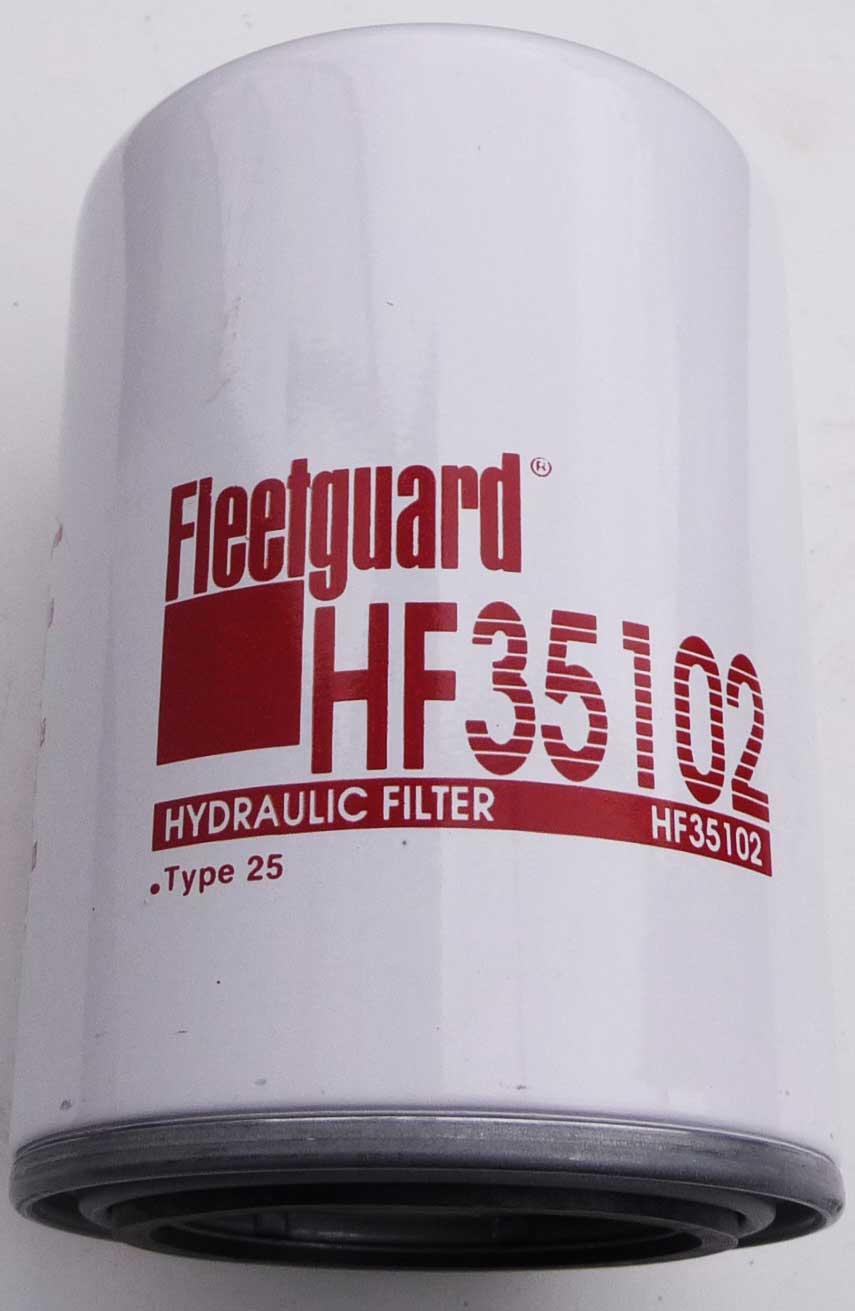 Fleetguard®
HF35102
HYDRAULIC FILTER HF35102
.Type 25